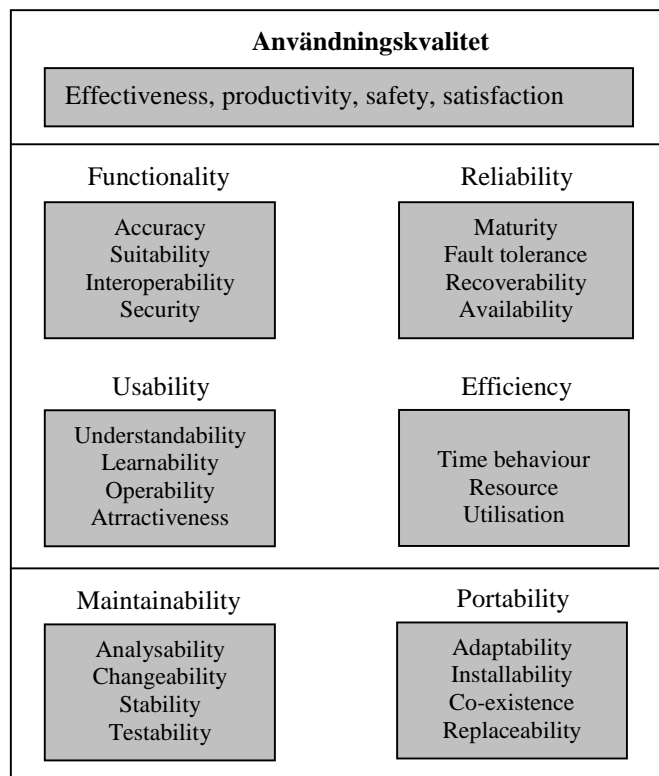 Användningskvalitet
Effectiveness, productivity, safety, satisfaction
Functionality
Accuracy
Suitability
Interoperability
Security
Reliability
Maturity
Fault tolerance
Recoverability
Availability
Usability
Understandability
Learnability
Operability
Atrractiveness
Efficiency
Time behaviour
Resource
Utilisation
Maintainability
Analysability
Changeability
Stability
Testability
Portability
Adaptability
Installability
Co-existence
Replaceability